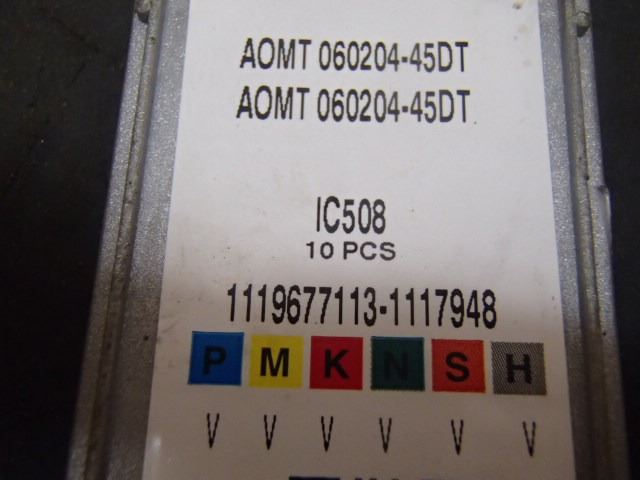 AOMT 060204-45DT
AOMT 060204-45DT
IC508
10 PCS
1119677113-1117948
P M K N S H
V V V V V V